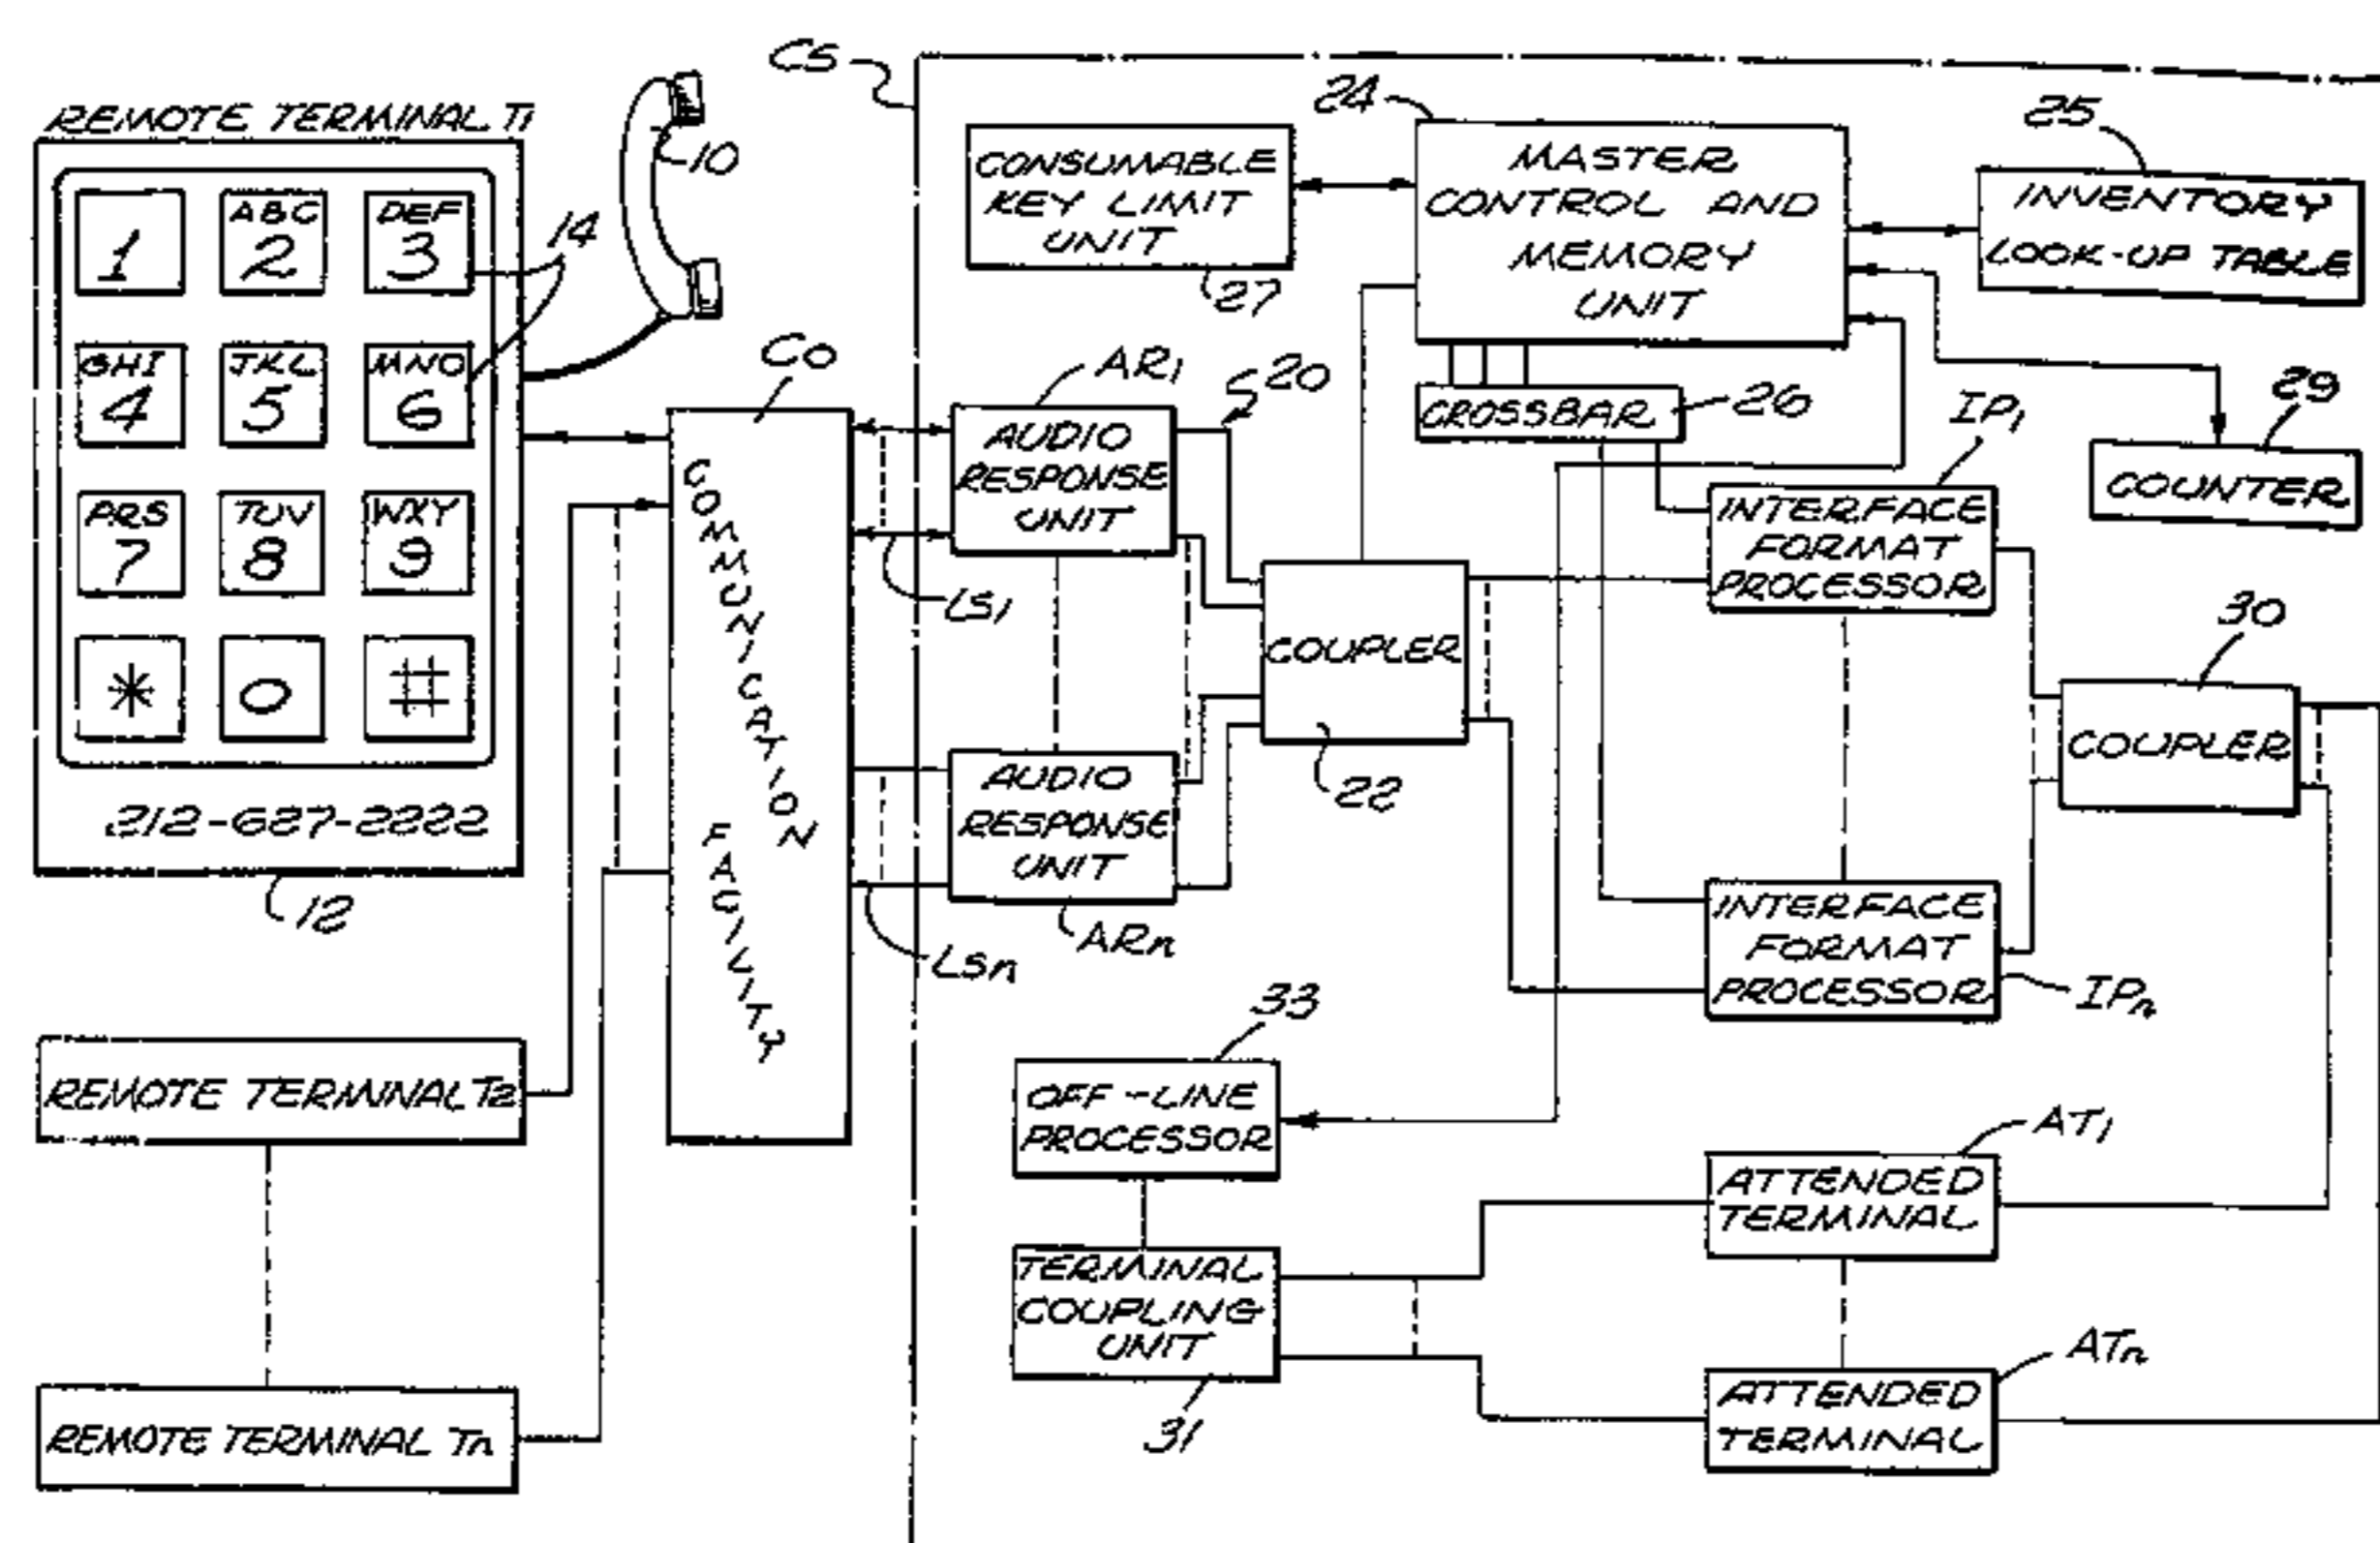 REMOTE TERMINAL T1
1
ABC
2
DEF
3
GHI
4
JKL
5
MNO
6
PRS
7
TUV
8
WXY
9
*
0
#
212-627-2222
12
14
10
REMOTE TERMINAL T2
REMOTE TERMINAL Tn
CO
COMMUNICATION
FACILITY
CS
CONSUMABLE
KEY LIMIT
UNIT
27
24
MASTER
CONTROL AND
MEMORY
UNIT
25
INVENTORY
LOOK-UP TABLE
CROSSBAR
26
29
COUNTER
AR1
20
AUDIO
RESPONSE
UNIT
LS1
AUDIO
RESPONSE
UNIT
ARn
LSn
COUPLER
22
IP1
INTERFACE
FORMAT
PROCESSOR
30
COUPLER
INTERFACE
FORMAT
PROCESSOR
IPn
33
OFF-LINE
PROCESSOR
TERMINAL
COUPLING
UNIT
31
AT1
ATTENDED
TERMINAL
ATn
ATTENDED
TERMINAL